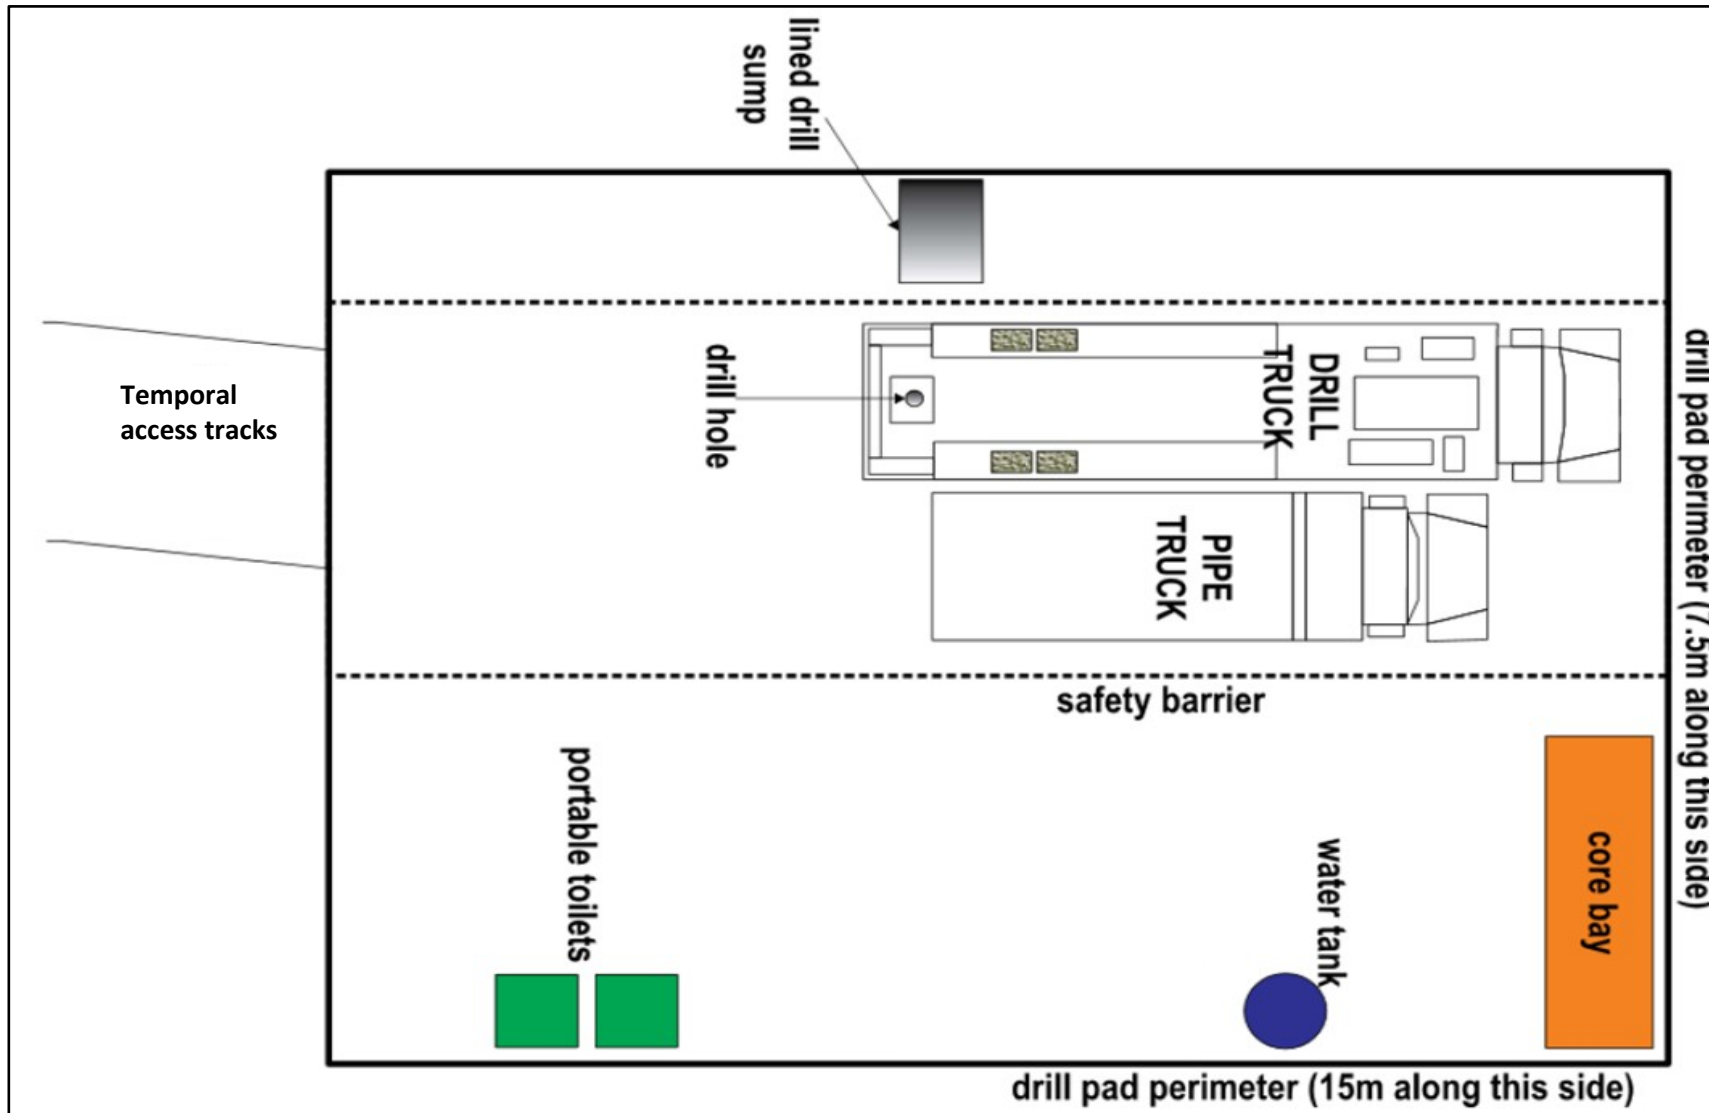 lined drill
sump
Temporal
access tracks
drill hole
DRILL
TRUCK
PIPE
TRUCK
drill pad perimeter (7.5m along this side)
safety barrier
portable toilets
water tank
core bay
drill pad perimeter (15m along this side)